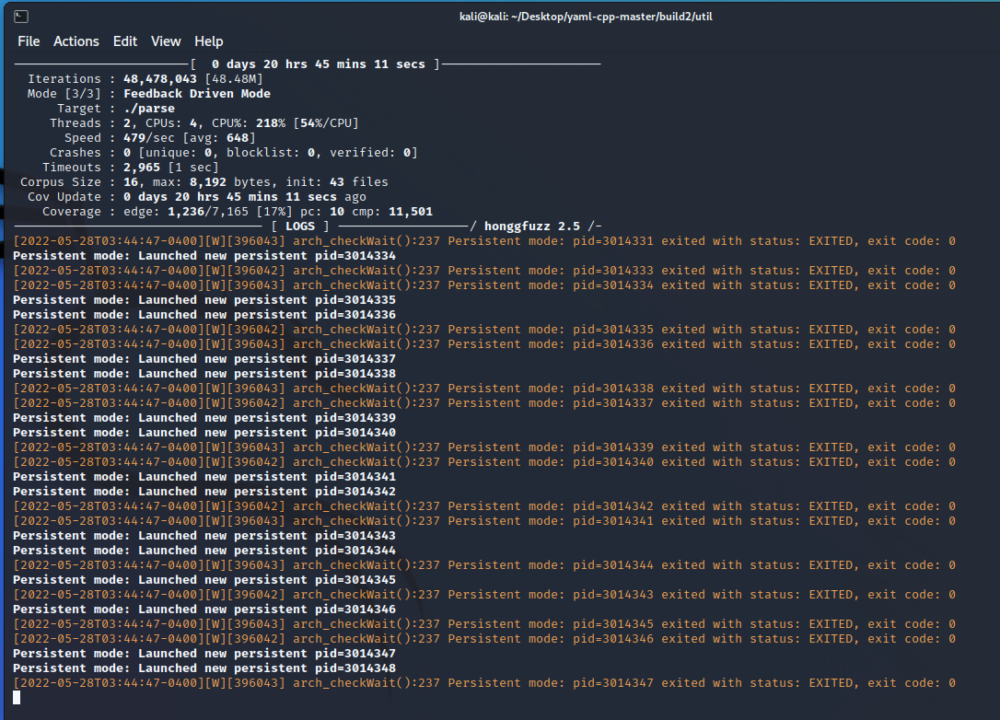 kali@kali: ~/Desktop/yaml-cpp-master/build2/util
File Actions Edit View Help
------------------------[  0 days 20 hrs 45 mins 11 secs ]----------------------
Iterations : 48,478,043 [48.48M]
Mode [3/3] : Feedback Driven Mode
Target : ./parse
Threads : 2, CPUs: 4, CPU%: 218% [54%/CPU]
Speed : 479/sec [avg: 648]
Crashes : 0 [unique: 0, blocklist: 0, verified: 0]
Timeouts : 2,965 [1 sec]
Corpus Size : 16, max: 8,192 bytes, init: 43 files
Cov Update : 0 days 20 hrs 45 mins 11 secs ago
Coverage : edge: 1,236/7,165 [17%] pc: 10 cmp: 11,501
---------------------------------- [ LOGS ] ------------------/ honggfuzz 2.5 /-
[2022-05-28T03:44:47-0400][W][396043] arch_checkWait():237 Persistent mode: pid=3014331 exited with status: EXITED, exit code: 0
Persistent mode: Launched new persistent pid=3014334
[2022-05-28T03:44:47-0400][W][396042] arch_checkWait():237 Persistent mode: pid=3014333 exited with status: EXITED, exit code: 0
[2022-05-28T03:44:47-0400][W][396043] arch_checkWait():237 Persistent mode: pid=3014334 exited with status: EXITED, exit code: 0
Persistent mode: Launched new persistent pid=3014335
Persistent mode: Launched new persistent pid=3014336
[2022-05-28T03:44:47-0400][W][396042] arch_checkWait():237 Persistent mode: pid=3014335 exited with status: EXITED, exit code: 0
[2022-05-28T03:44:47-0400][W][396043] arch_checkWait():237 Persistent mode: pid=3014336 exited with status: EXITED, exit code: 0
Persistent mode: Launched new persistent pid=3014337
Persistent mode: Launched new persistent pid=3014338
[2022-05-28T03:44:47-0400][W][396043] arch_checkWait():237 Persistent mode: pid=3014338 exited with status: EXITED, exit code: 0
[2022-05-28T03:44:47-0400][W][396042] arch_checkWait():237 Persistent mode: pid=3014337 exited with status: EXITED, exit code: 0
Persistent mode: Launched new persistent pid=3014339
Persistent mode: Launched new persistent pid=3014340
[2022-05-28T03:44:47-0400][W][396043] arch_checkWait():237 Persistent mode: pid=3014339 exited with status: EXITED, exit code: 0
[2022-05-28T03:44:47-0400][W][396042] arch_checkWait():237 Persistent mode: pid=3014340 exited with status: EXITED, exit code: 0
Persistent mode: Launched new persistent pid=3014341
Persistent mode: Launched new persistent pid=3014342
[2022-05-28T03:44:47-0400][W][396042] arch_checkWait():237 Persistent mode: pid=3014342 exited with status: EXITED, exit code: 0
[2022-05-28T03:44:47-0400][W][396043] arch_checkWait():237 Persistent mode: pid=3014341 exited with status: EXITED, exit code: 0
Persistent mode: Launched new persistent pid=3014343
Persistent mode: Launched new persistent pid=3014344
[2022-05-28T03:44:47-0400][W][396043] arch_checkWait():237 Persistent mode: pid=3014344 exited with status: EXITED, exit code: 0
Persistent mode: Launched new persistent pid=3014345
[2022-05-28T03:44:47-0400][W][396042] arch_checkWait():237 Persistent mode: pid=3014343 exited with status: EXITED, exit code: 0
Persistent mode: Launched new persistent pid=3014346
[2022-05-28T03:44:47-0400][W][396043] arch_checkWait():237 Persistent mode: pid=3014345 exited with status: EXITED, exit code: 0
[2022-05-28T03:44:47-0400][W][396042] arch_checkWait():237 Persistent mode: pid=3014346 exited with status: EXITED, exit code: 0
Persistent mode: Launched new persistent pid=3014347
Persistent mode: Launched new persistent pid=3014348
[2022-05-28T03:44:47-0400][W][396043] arch_checkWait():237 Persistent mode: pid=3014347 exited with status: EXITED, exit code: 0